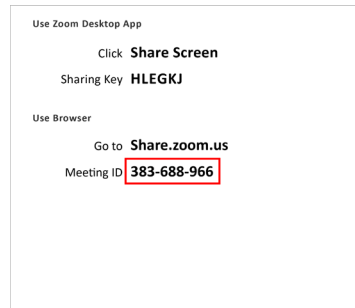 Use Zoom Desktop App
Click Share Screen
Sharing Key HLEGKJ
Use Browser
Go to Share.zoom.us
Meeting ID 383-688-966